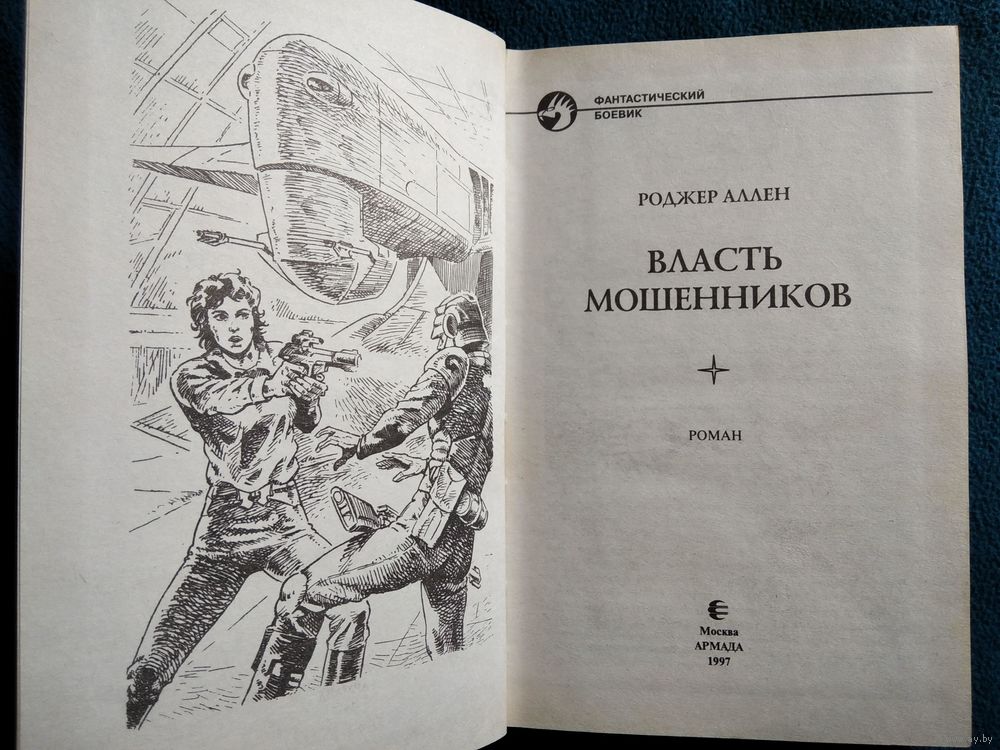 ФАНТАСТИЧЕСКИЙ
БОЕВИК
РОДЖЕР АЛЛЕН
ВЛАСТЬ
МОШЕННИКОВ
РОМАН
Москва
АРМАДА
1997